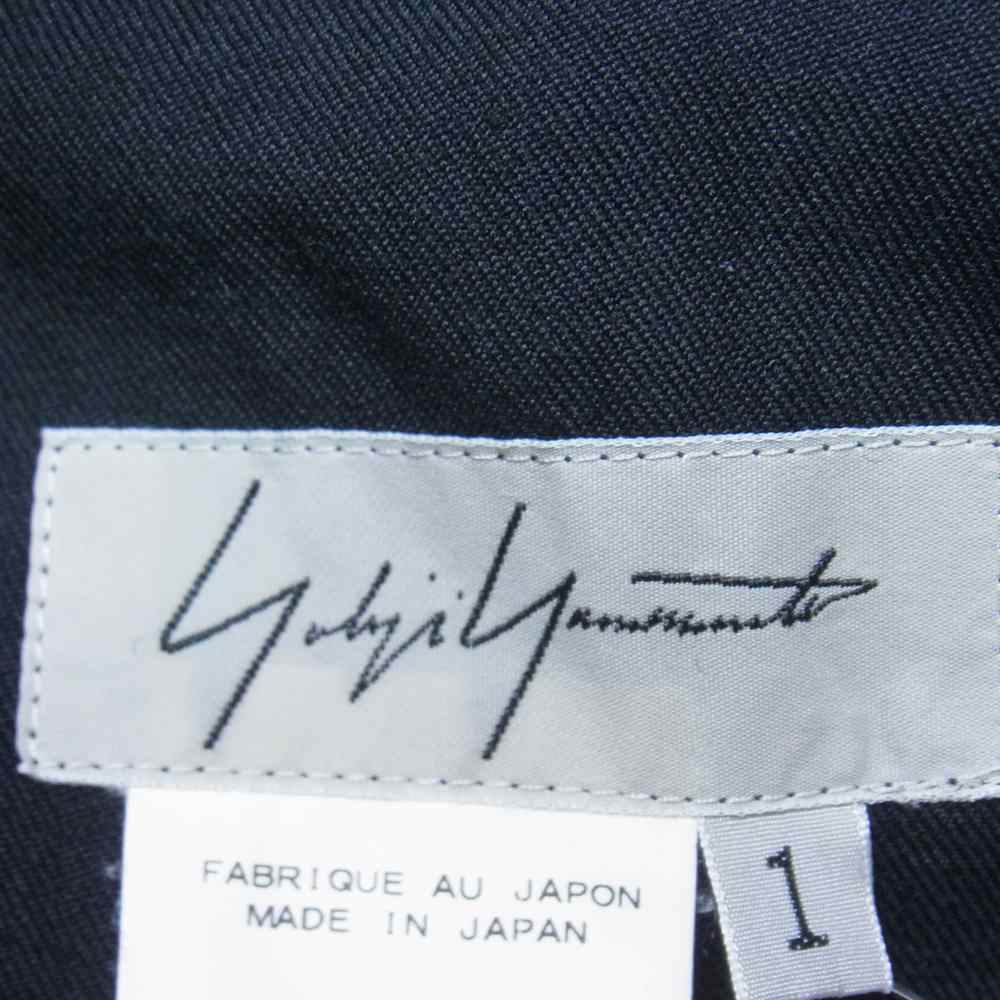 Yohji Yamamoto
FABRIQUE AU JAPON
MADE IN JAPAN
1